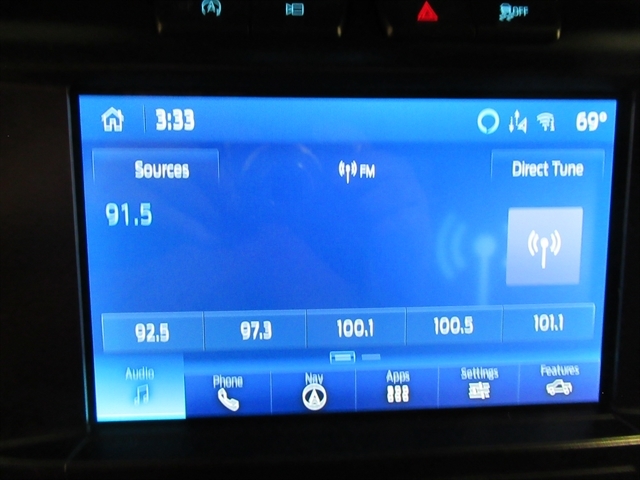 OFF
3:33 69°
Sources FM Direct Tune
91.5
92.5 97.3 100.1 100.5 101.1
Audio Phone Nav Apps Settings Features